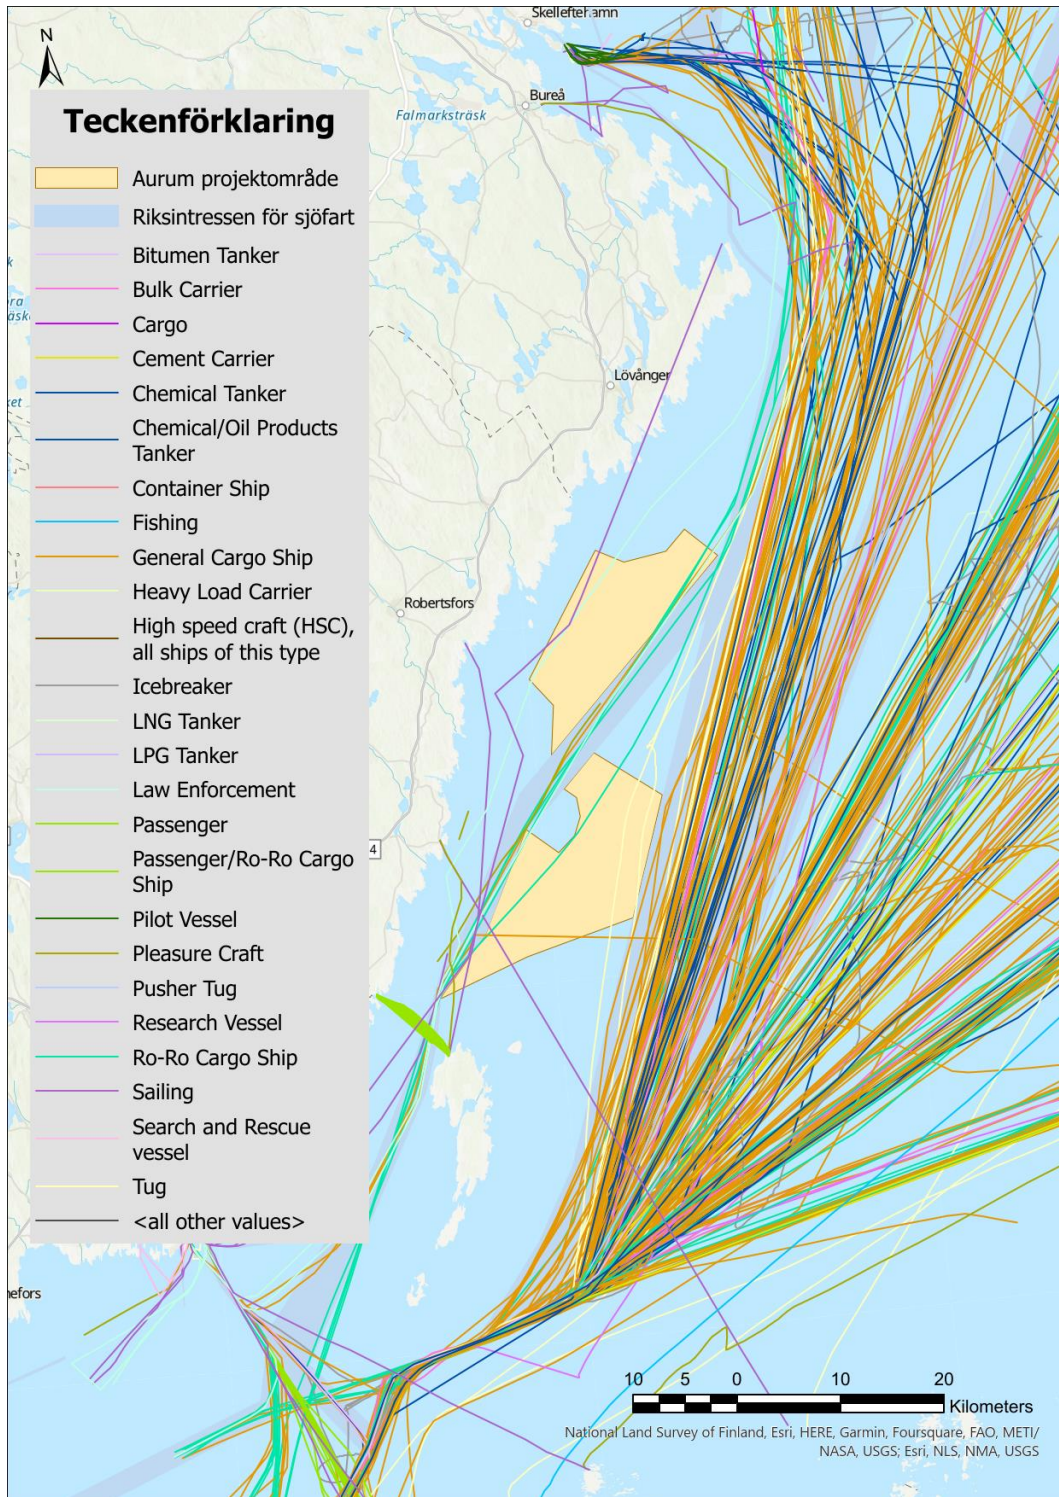 Skelleftehamn
N
Bureå
Falmarksträsk
Teckenförklaring
Aurum projektområde
Riksintressen för sjöfart
Bitumen Tanker
Bulk Carrier
Cargo
Cement Carrier
Chemical Tanker
Chemical/Oil Products
Tanker
Container Ship
Fishing
General Cargo Ship
Heavy Load Carrier
High speed craft (HSC),
all ships of this type
Icebreaker
LNG Tanker
LPG Tanker
Law Enforcement
Passenger
Passenger/Ro-Ro Cargo
Ship
Pilot Vessel
Pleasure Craft
Pusher Tug
Research Vessel
Ro-Ro Cargo Ship
Sailing
Search and Rescue
vessel
Tug
<all other values>
Lövånger
Robertsfors
4
nefors
10 5 0 10 20
Kilometers
National Land Survey of Finland, Esri, HERE, Garmin, Foursquare, FAO, METI/
NASA, USGS; Esri, NLS, NMA, USGS